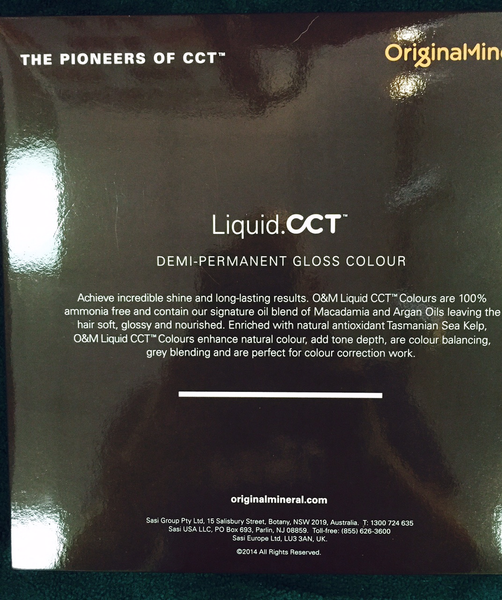 THE PIONEERS OF CCT™
OriginalMine
Liquid.CCT™
DEMI-PERMANENT GLOSS COLOUR
Achieve incredible shine and long-lasting results. O&M Liquid CCT™ Colours are 100%
ammonia free and contain our signature oil blend of Macadamia and Argan Oils leaving the
hair soft, glossy and nourished. Enriched with natural antioxidant Tasmanian Sea Kelp,
O&M Liquid CCT™ Colours enhance natural colour, add tone depth, are colour balancing,
grey blending and are perfect for colour correction work.
originalmineral.com
Sasi Group Pty Ltd, 15 Salisbury Street, Botany, NSW 2019, Australia. T: 1300 724 635
Sasi USA LLC, PO Box 693, Parlin, NJ 08859. Toll-free: (855) 626-3600
Sasi Europe Ltd, LU3 3AN, UK.
©2014 All Rights Reserved.